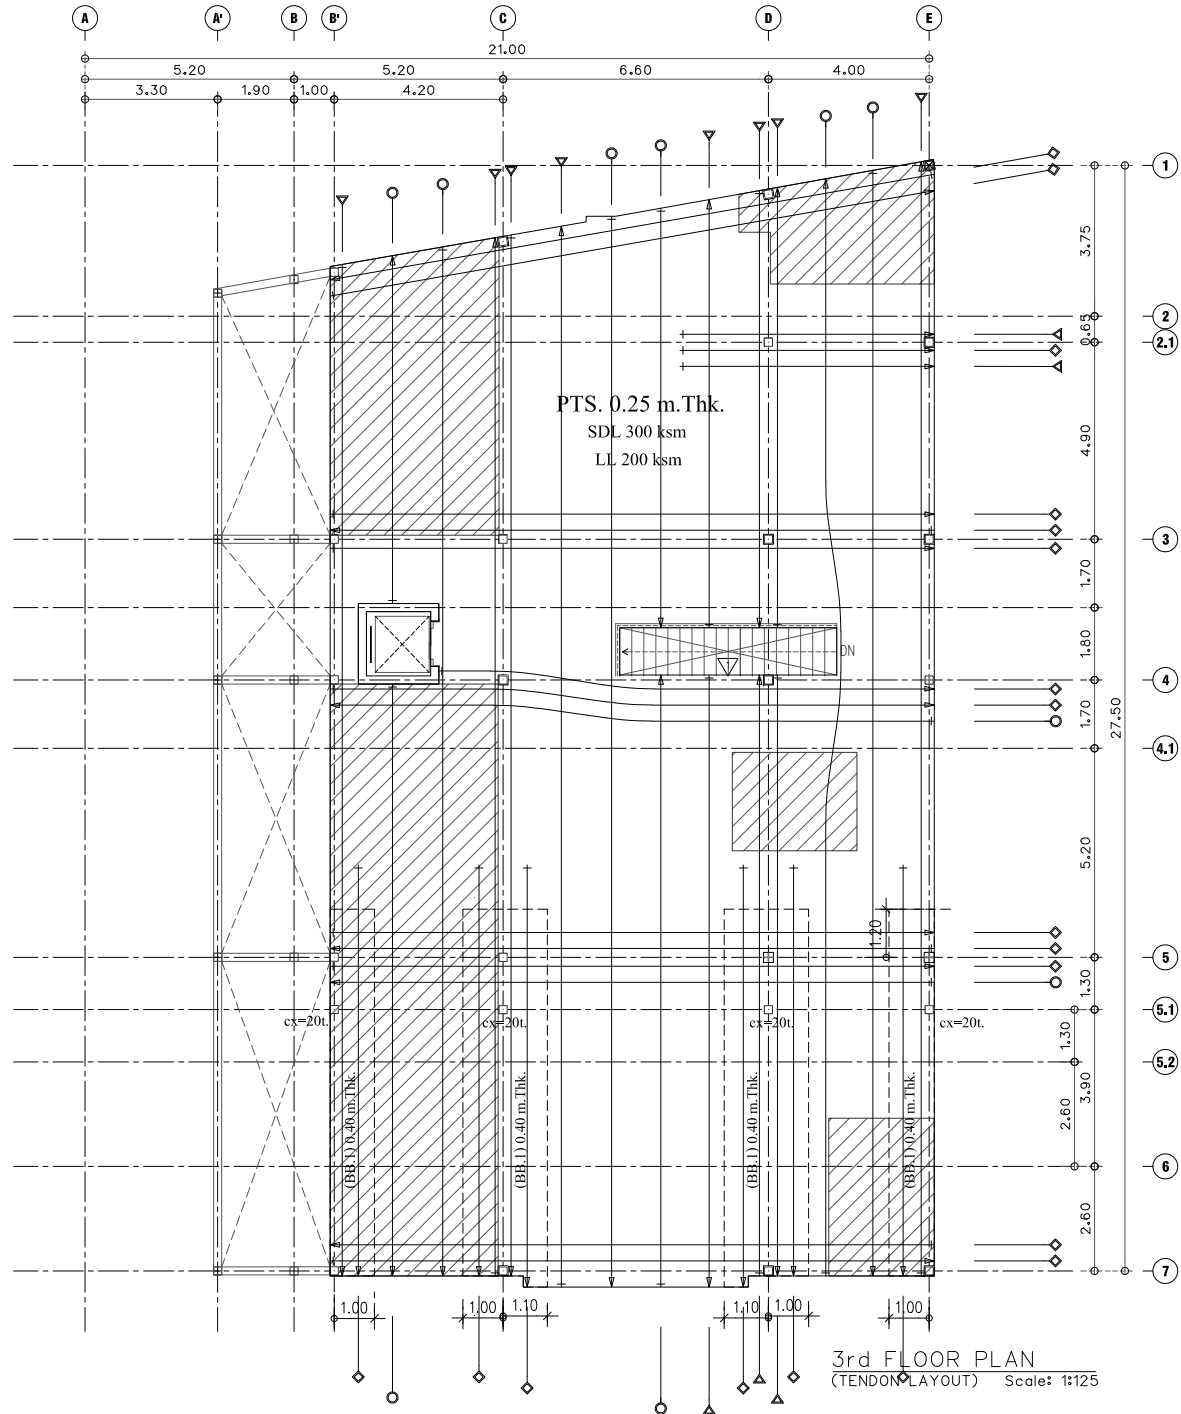 A A' B B' C D E
21.00
5.20 5.20 6.60 4.00
3.30 1.90 1.00 4.20
1
3.75
2
0.65
2.1
PTS. 0.25 m.Thk.
SDL 300 ksm
LL 200 ksm
4.90
3
1.70
1.80
DN
4
1.70
27.50
4.1
5.20
1.20
5
1.30
5.1
cx=20t. cx=20t. cx=20t. cx=20t.
1.30
5.2
3.90
2.60
(BB.1) 0.40 m.Thk. (BB.1) 0.40 m.Thk. (BB.1) 0.40 m.Thk. (BB.1) 0.40 m.Thk.
6
2.60
7
1.00 1.00 1.10 1.10 1.00 1.00
3rd FLOOR PLAN
(TENDON LAYOUT) Scale: 1:125